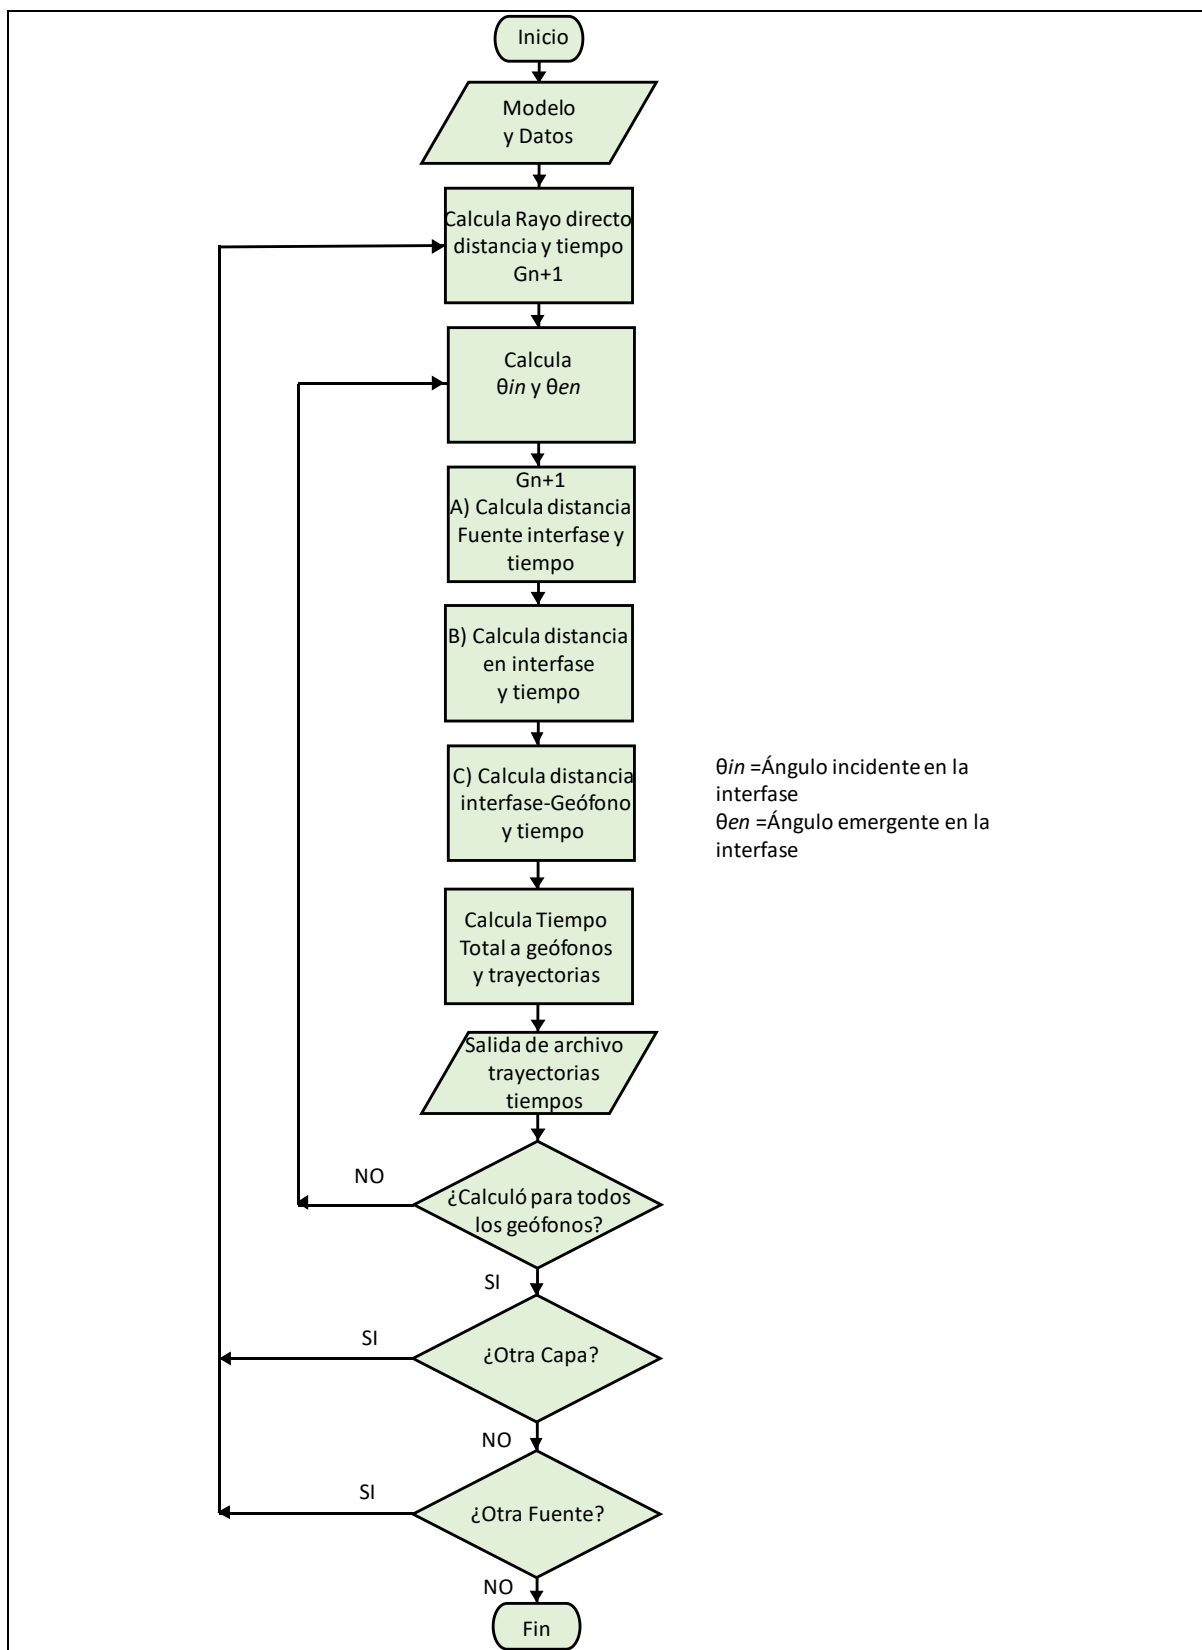 Inicio
Modelo
y Datos
Calcula Rayo directo
distancia y tiempo
Gn+1
Calcula
θin y θen
Gn+1
A) Calcula distancia
Fuente interfase y
tiempo
B) Calcula distancia
en interfase
y tiempo
C) Calcula distancia
interfase-Geófono
y tiempo
θin =Ángulo incidente en la
interfase
θen =Ángulo emergente en la
interfase
Calcula Tiempo
Total a geófonos
y trayectorias
Salida de archivo
trayectorias
tiempos
NO
¿Calculó para todos
los geófonos?
SI
SI
¿Otra Capa?
NO
SI
¿Otra Fuente?
NO
Fin